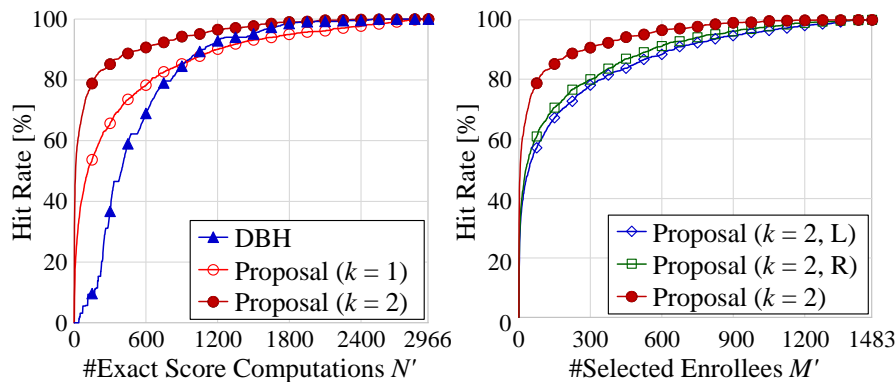 100
80
60
40
20
0
Hit Rate [%]
0 600 1200 1800 2400 2966
#Exact Score Computations N'
DBH
Proposal (k = 1)
Proposal (k = 2)
100
80
60
40
20
0
Hit Rate [%]
0 300 600 900 1200 1483
#Selected Enrollees M'
Proposal (k = 2, L)
Proposal (k = 2, R)
Proposal (k = 2)